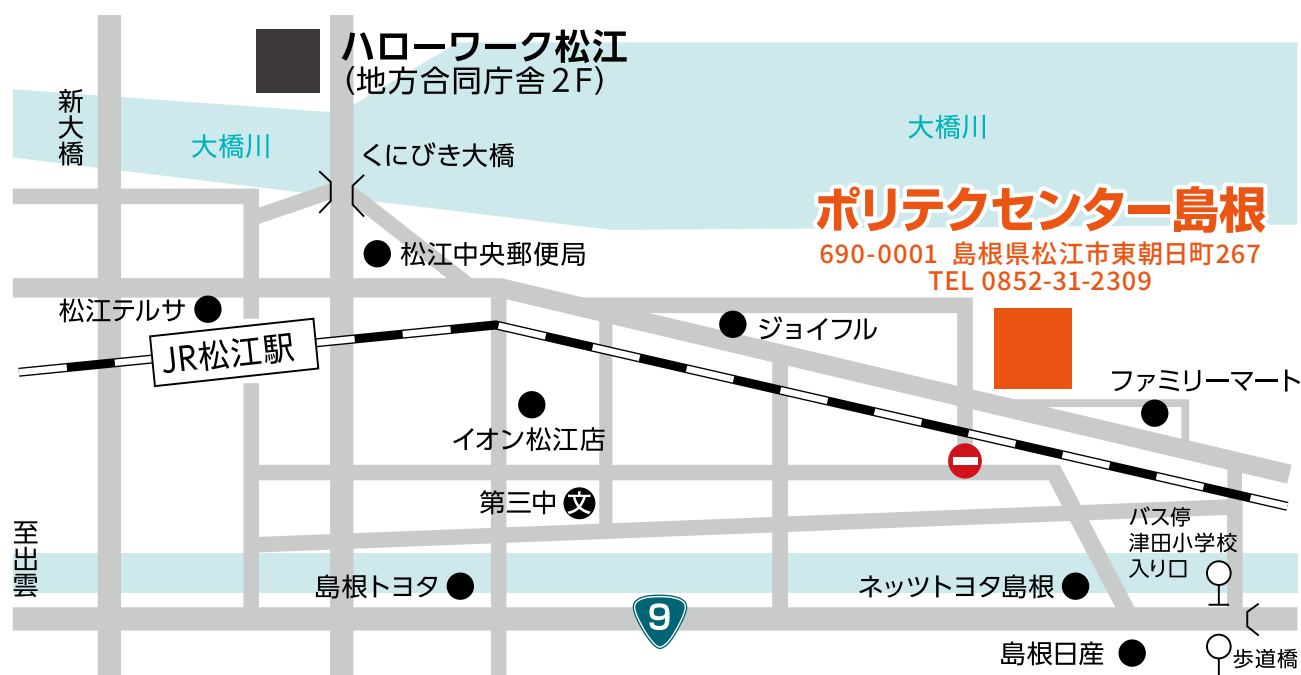 ハローワーク松江
（地方合同庁舎２F）
新大橋
大橋川
大橋川
くにびき大橋
ポリテクセンター島根
690-0001 島根県松江市東朝日町267
TEL 0852-31-2309
松江中央郵便局
松江テルサ
JR松江駅
ジョイフル
ファミリーマート
イオン松江店
第三中
文
バス停
津田小学校
入り口
至出雲
島根トヨタ
ネッツトヨタ島根
9
島根日産
歩道橋